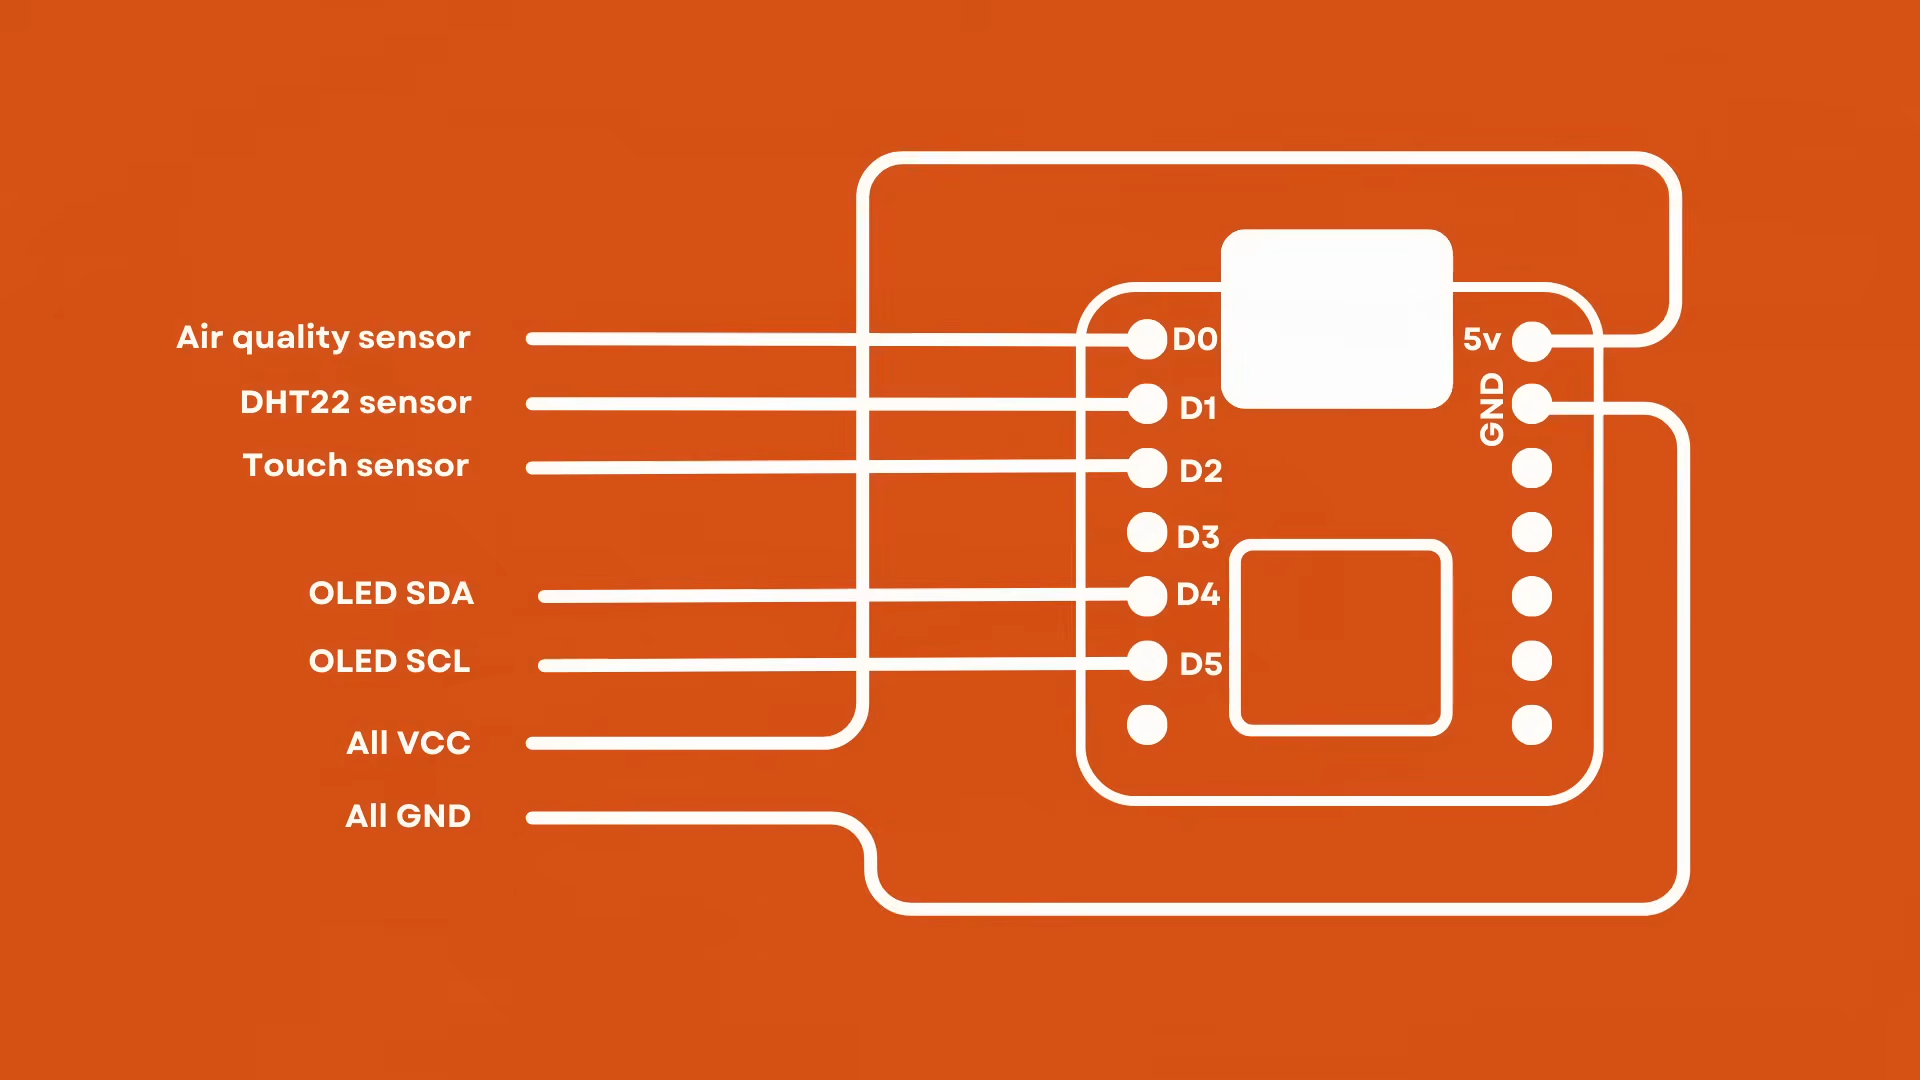 Air quality sensor
DHT22 sensor
Touch sensor
OLED SDA
OLED SCL
All VCC
All GND
D0
D1
D2
D3
D4
D5
5v
GND